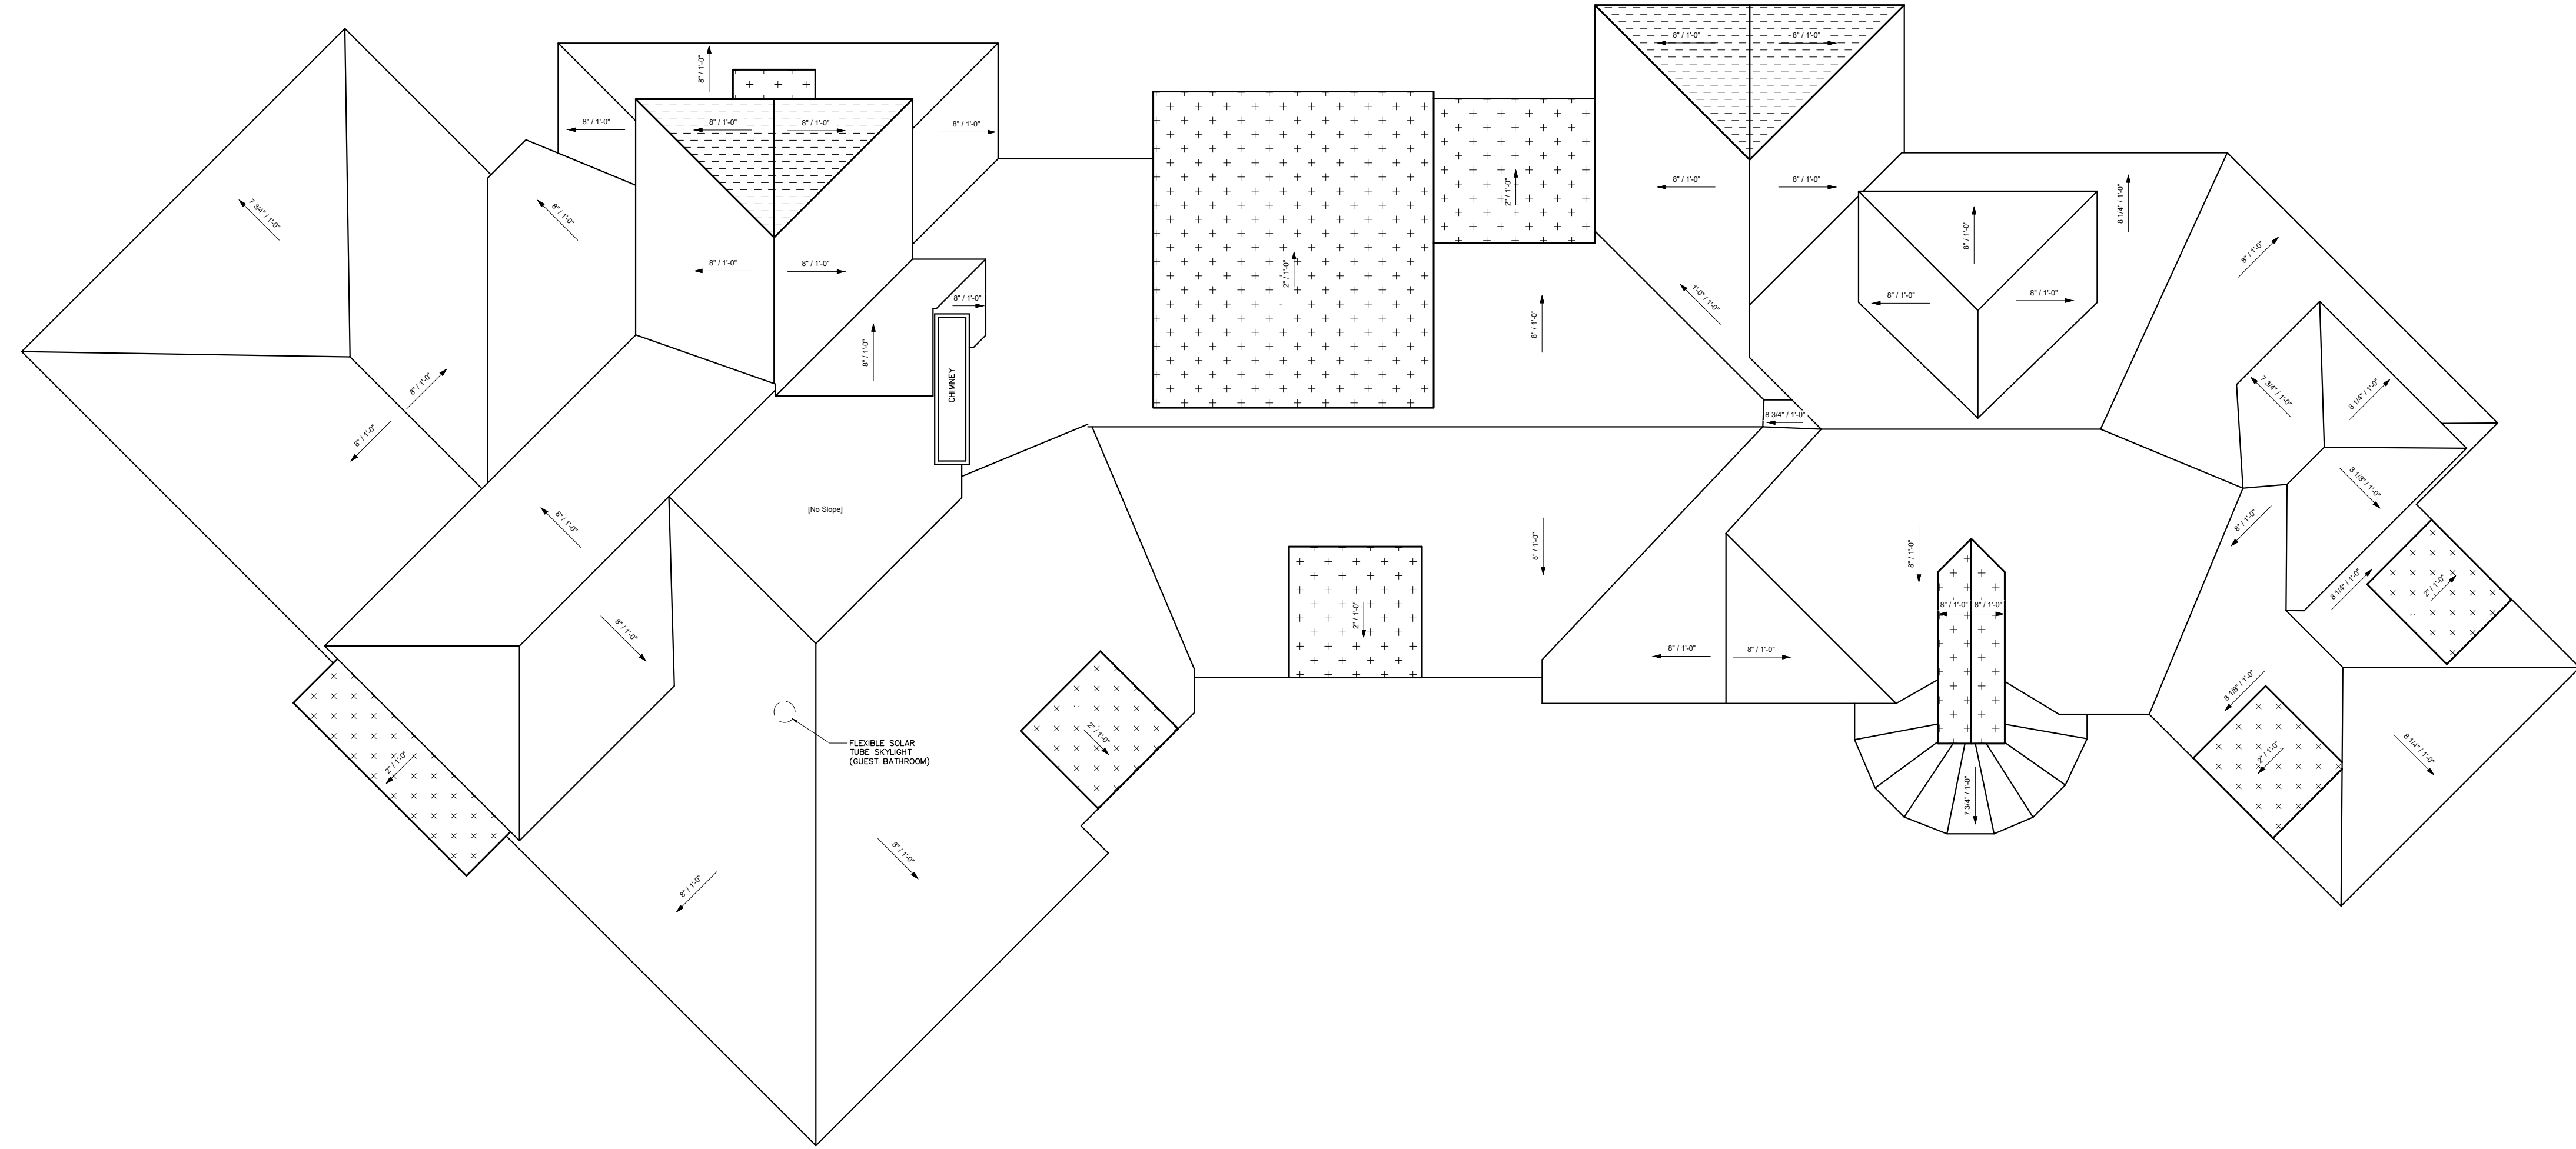 8" / 1'-0"
8" / 1'-0"
8" / 1'-0"
8" / 1'-0"
8" / 1'-0"
8" / 1'-0"
8" / 1'-0"
8" / 1'-0"
8" / 1'-0"
8" / 1'-0"
8" / 1'-0"
7 3/4" / 1'-0"
8" / 1'-0"
2" / 1'-0"
8 1/4" / 1'-0"
8" / 1'-0"
8" / 1'-0"
8" / 1'-0"
8" / 1'-0"
2" / 1'-0"
8" / 1'-0"
8" / 1'-0"
8" / 1'-0"
1'-0" / 1'-0"
8" / 1'-0"
8" / 1'-0"
8" / 1'-0"
CHIMNEY
8" / 1'-0"
8" / 1'-0"
7 3/4" / 1'-0"
8 1/4" / 1'-0"
8 3/4" / 1'-0"
8 1/8" / 1'-0"
[No Slope]
8" / 1'-0"
8" / 1'-0"
8" / 1'-0"
8" / 1'-0"
8 1/4" / 1'-0"
2" / 1'-0"
8" / 1'-0"
2" / 1'-0"
8" / 1'-0"
8" / 1'-0"
8" / 1'-0"
8" / 1'-0"
8 1/8" / 1'-0"
2" / 1'-0"
FLEXIBLE SOLAR
TUBE SKYLIGHT
(GUEST BATHROOM)
2" / 1'-0"
2" / 1'-0"
8 1/4" / 1'-0"
7 3/4" / 1'-0"
8" / 1'-0"
8" / 1'-0"